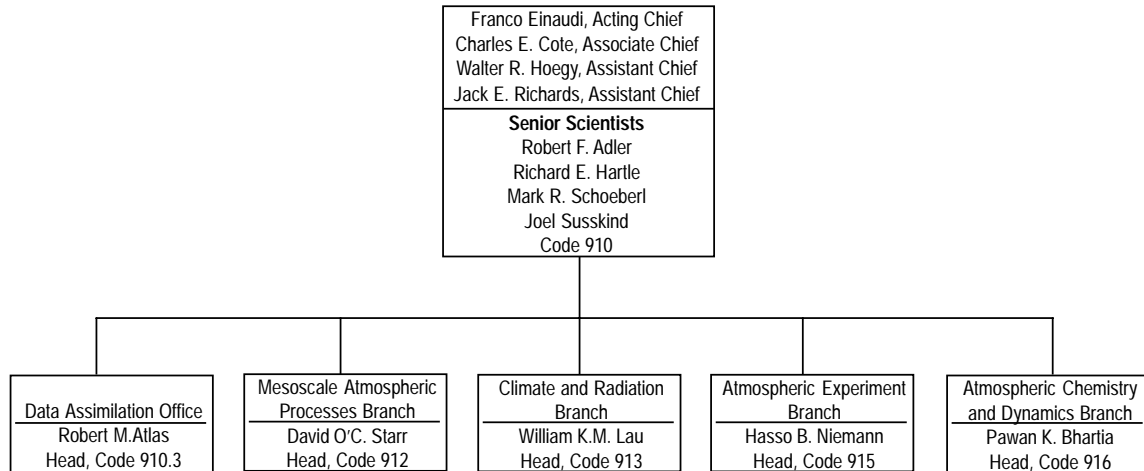 Franco Einaudi, Acting Chief
Charles E. Cote, Associate Chief
Walter R. Hoegy, Assistant Chief
Jack E. Richards, Assistant Chief
Senior Scientists
Robert F. Adler
Richard E. Hartle
Mark R. Schoeberl
Joel Susskind
Code 910
Data Assimilation Office
Robert M.Atlas
Head, Code 910.3
Mesoscale Atmospheric
Processes Branch
David O'C. Starr
Head, Code 912
Climate and Radiation
Branch
William K.M. Lau
Head, Code 913
Atmospheric Experiment
Branch
Hasso B. Niemann
Head, Code 915
Atmospheric Chemistry
and Dynamics Branch
Pawan K. Bhartia
Head, Code 916